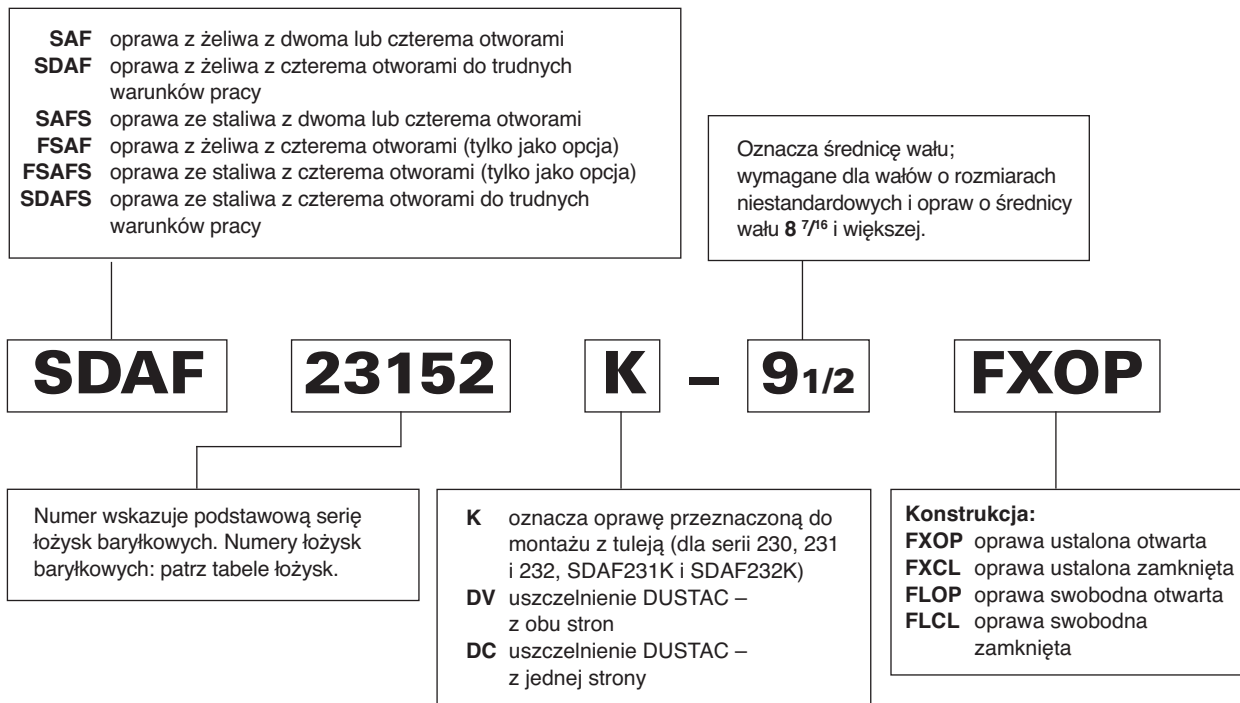 SAF oprawa z żeliwa z dwoma lub czterema otworami
SDAF oprawa z żeliwa z czterema otworami do trudnych
warunków pracy
SAFS oprawa ze staliwa z dwoma lub czterema otworami
FSAF oprawa z żeliwa z czterema otworami (tylko jako opcja)
FSAFS oprawa ze staliwa z czterema otworami (tylko jako opcja)
SDAFS oprawa ze staliwa z czterema otworami do trudnych
warunków pracy
Oznacza średnicę wału;
wymagane dla wałów o rozmiarach
niestandardowych i opraw o średnicy
wału 8 7/16 i większej.
SDAF 23152 K – 9 1/2 FXOP
Numer wskazuje podstawową serię
łożysk baryłkowych. Numery łożysk
baryłkowych: patrz tabele łożysk.
K oznacza oprawę przeznaczoną do
montażu z tuleją (dla serii 230, 231
i 232, SDAF231K i SDAF232K)
DV uszczelnienie DUSTAC –
z obu stron
DC uszczelnienie DUSTAC –
z jednej strony
Konstrukcja:
FXOP oprawa ustalona otwarta
FXCL oprawa ustalona zamknięta
FLOP oprawa swobodna otwarta
FLCL oprawa swobodna
zamknięta